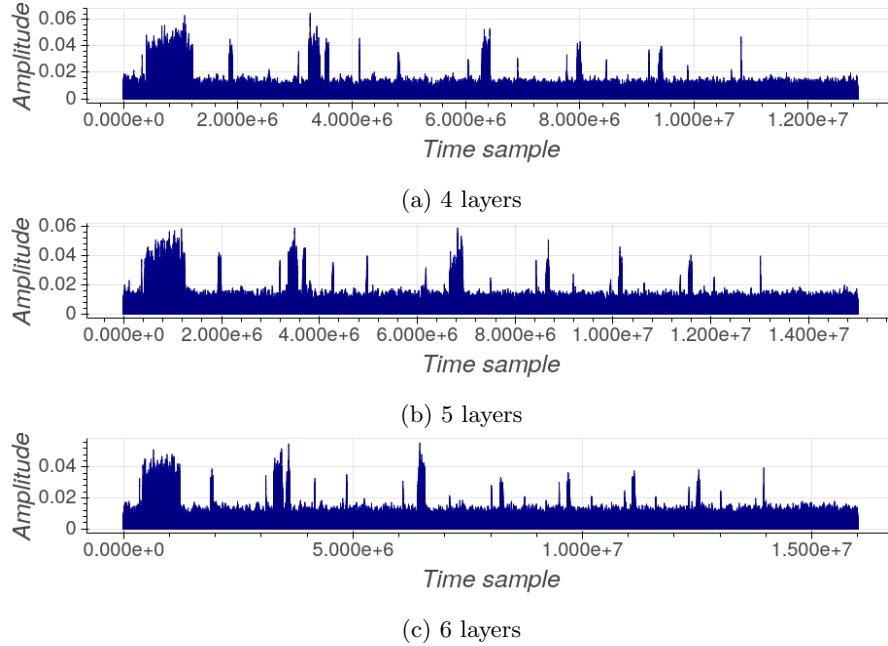 0.06
0.04
0.02
0
Amplitude
0.000e+0 2.000e+6 4.000e+6 6.000e+6 8.000e+6 1.000e+7 1.200e+7
Time sample
(a) 4 layers
0.06
0.04
0.02
0
Amplitude
0.000e+0 2.000e+6 4.000e+6 6.000e+6 8.000e+6 1.000e+7 1.200e+7 1.400e+7
Time sample
(b) 5 layers
0.04
0.02
0
Amplitude
0.000e+0 5.000e+6 1.000e+7 1.500e+7
Time sample
(c) 6 layers